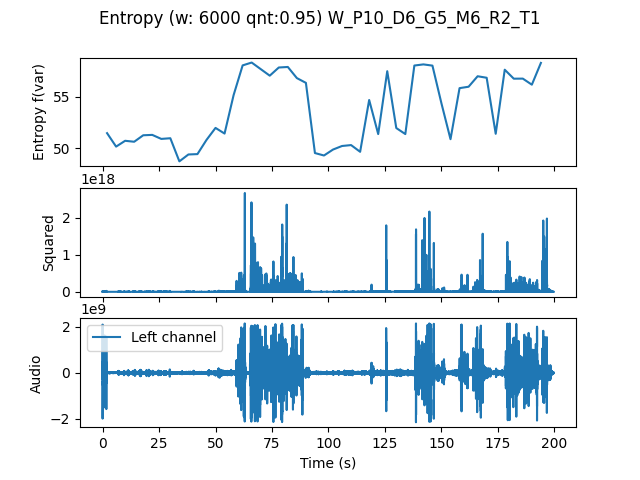 Entropy (w: 6000 qnt:0.95) W_P10_D6_G5_M6_R2_T1
Entropy f(var)
55
50
1e18
Squared
2
1
0
1e9
Audio
2
0
−2
Left channel
0
25
50
75
100
125
150
175
200
Time (s)